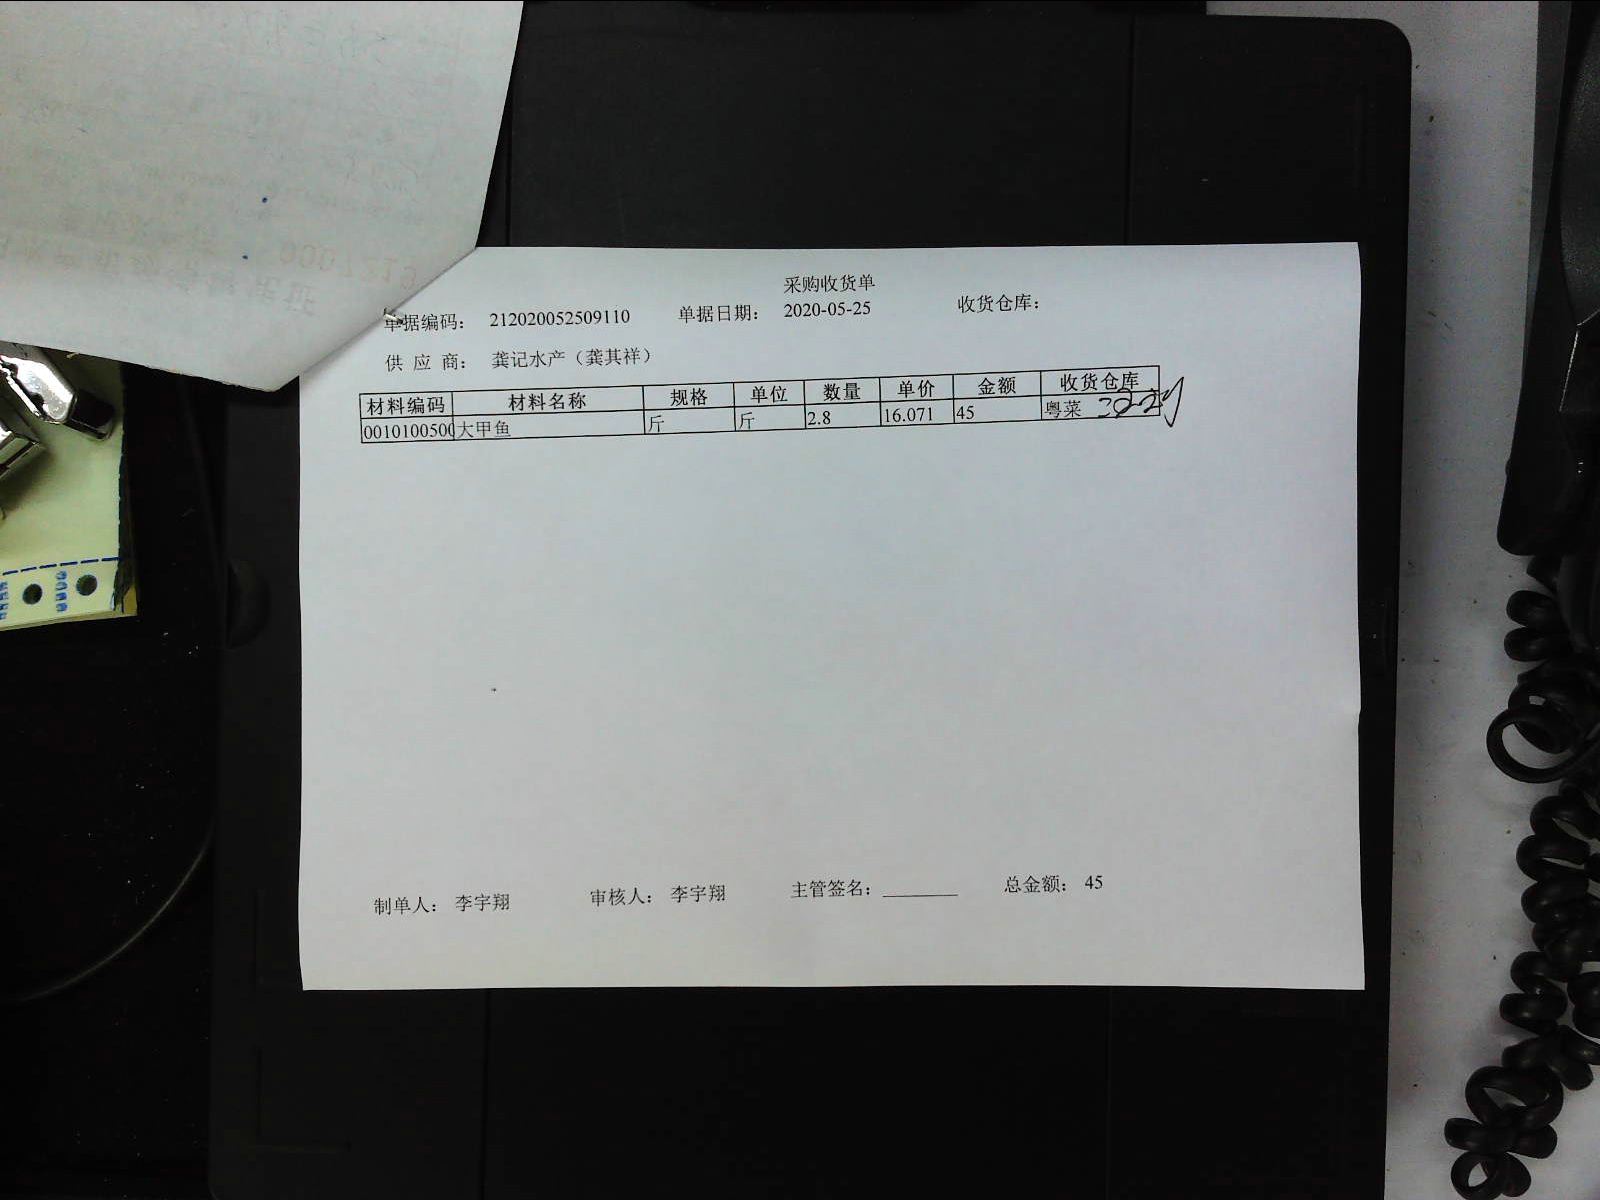 采购收货单
单据编码： 212020052509110 单据日期： 2020-05-25 收货仓库：
供 应 商： 龚记水产（龚其祥）
材料编码 材料名称 规格 单位 数量 单价 金额 收货仓库
0010100500 大甲鱼 斤 斤 2.8 16.071 45 粤菜
制单人： 李宇翔 审核人： 李宇翔 主管签名：________ 总金额： 45